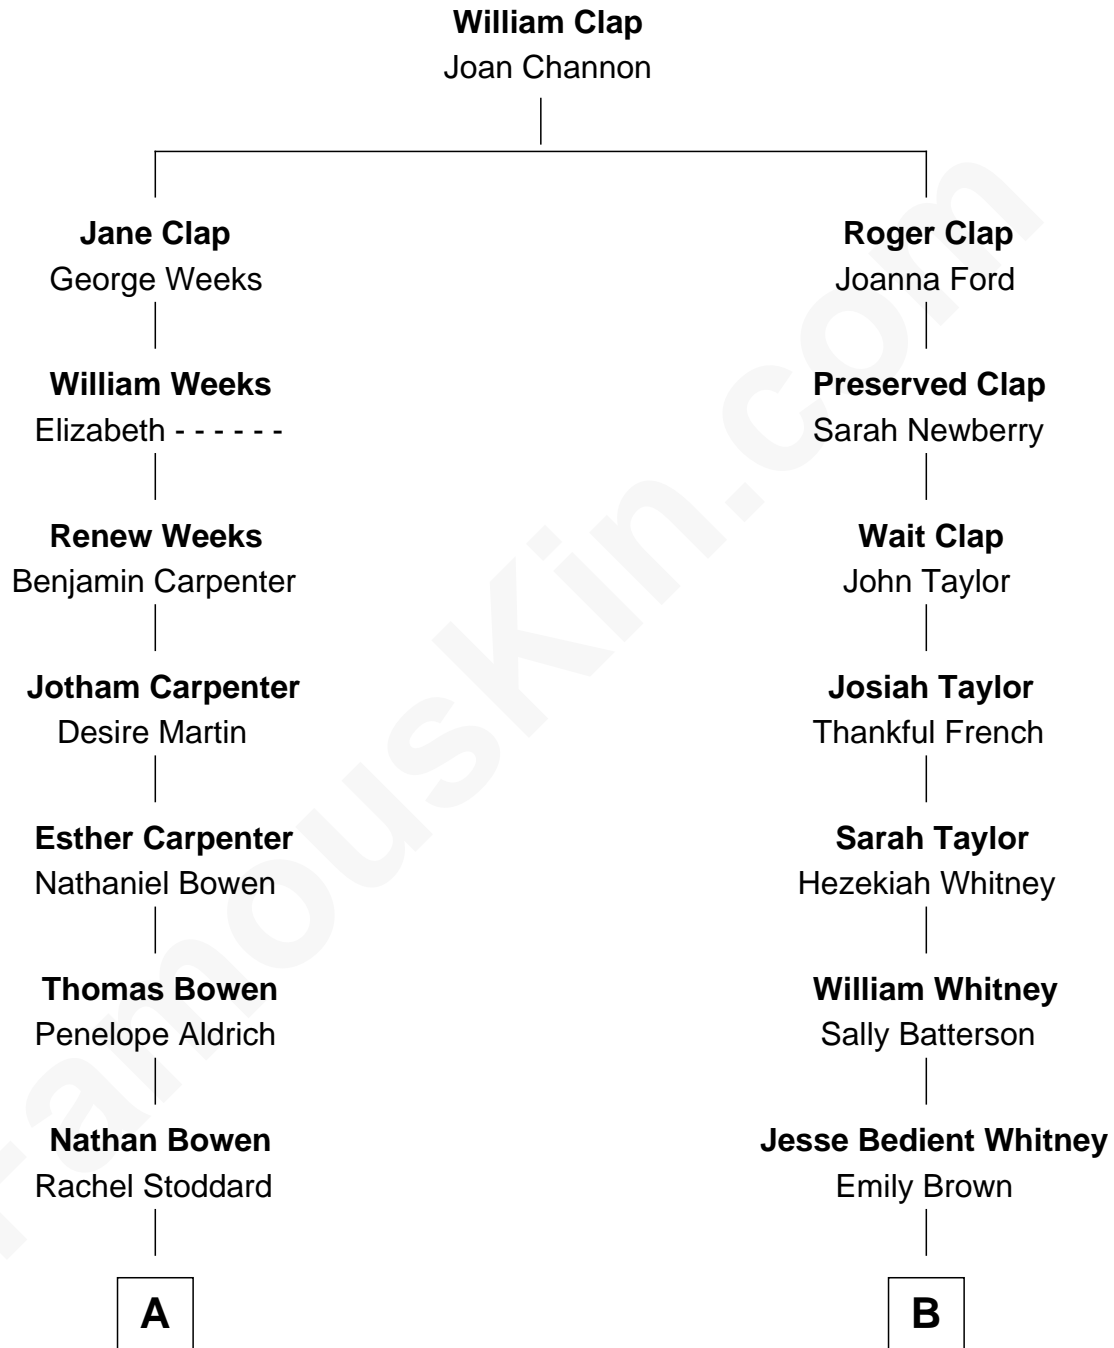 William Clap
Joan Channon
Jane Clap
George Weeks
Roger Clap
Joanna Ford
William Weeks
Elizabeth - - - - - -
Preserved Clap
Sarah Newberry
Renew Weeks
Benjamin Carpenter
Wait Clap
John Taylor
Jotham Carpenter
Desire Martin
Josiah Taylor
Thankful French
Esther Carpenter
Nathaniel Bowen
Sarah Taylor
Hezekiah Whitney
Thomas Bowen
Penelope Aldrich
William Whitney
Sally Batterson
Nathan Bowen
Rachel Stoddard
Jesse Bedient Whitney
Emily Brown
A
B
FamousKin.com